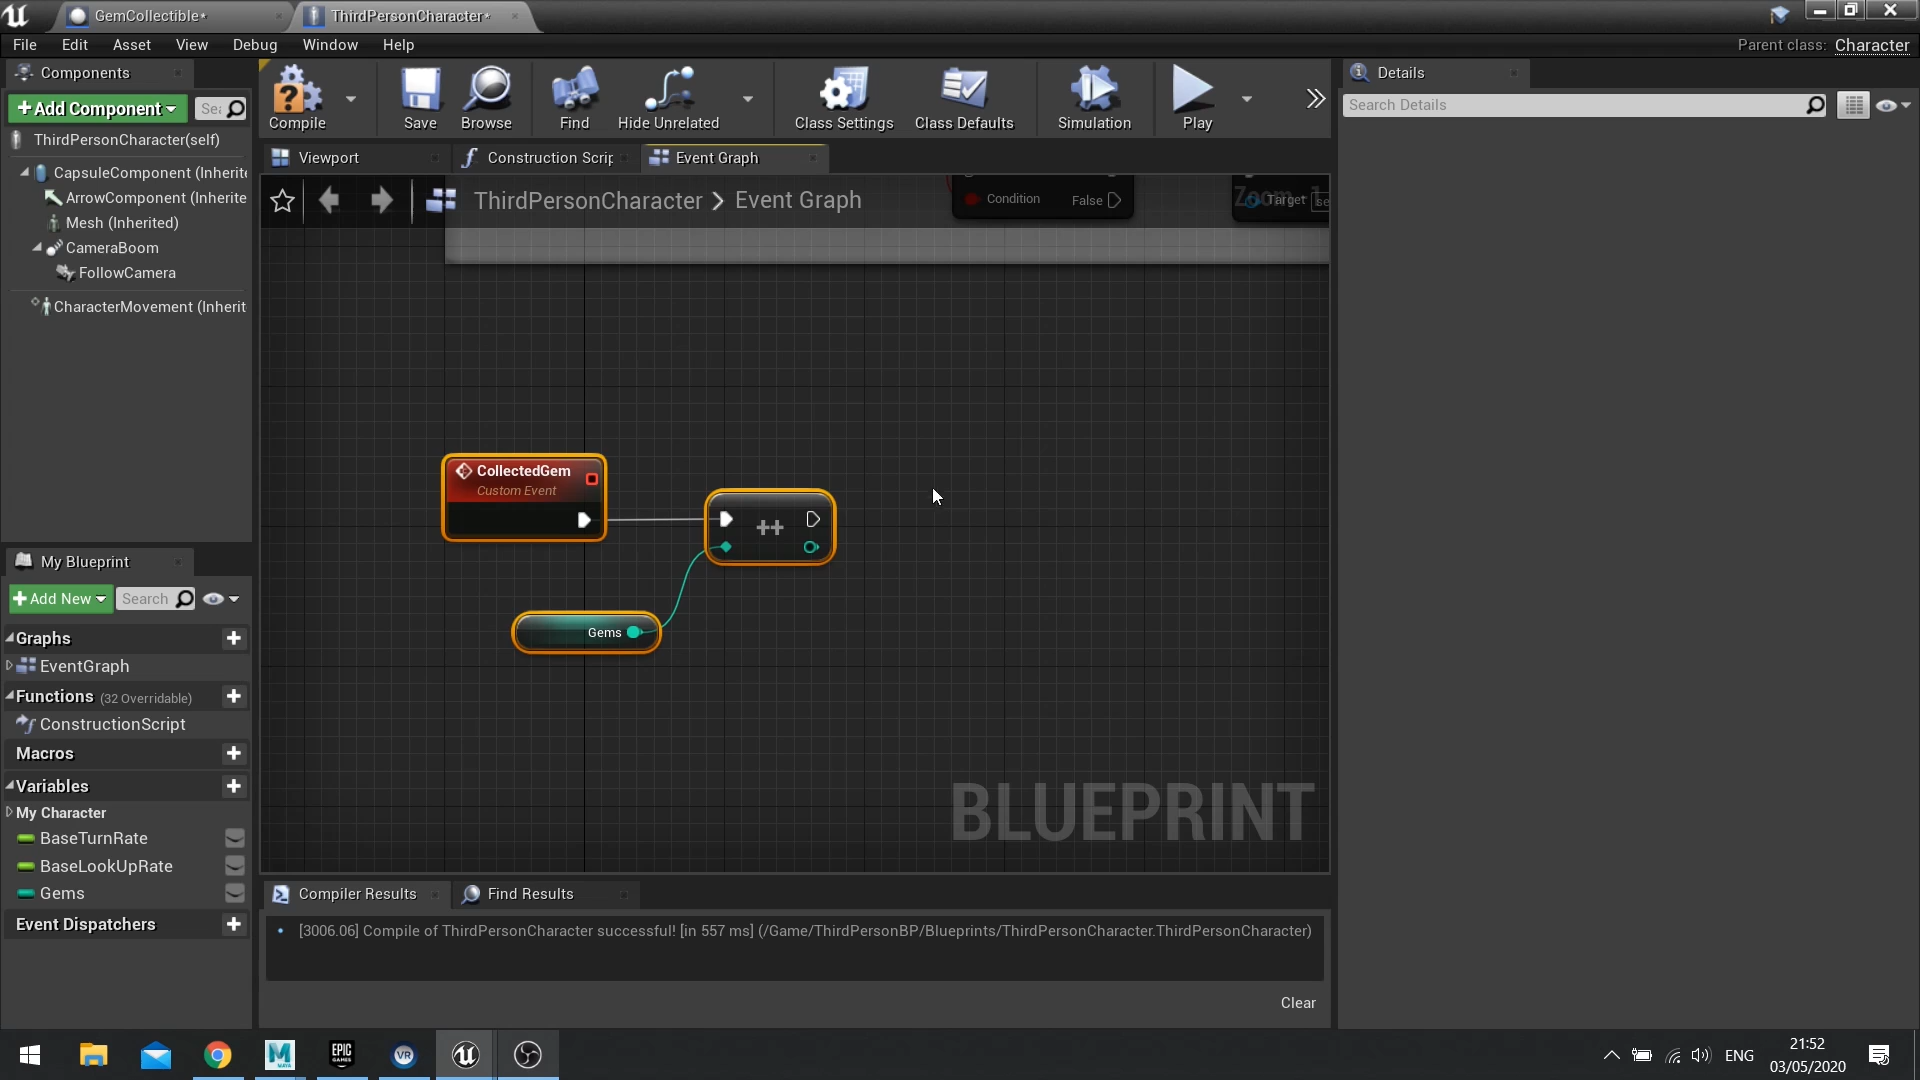 GemCollectible*
ThirdPersonCharacter*
File
Edit
Asset
View
Debug
Window
Help
Parent class: Character
Components
+Add Component
ThirdPersonCharacter(self)
CapsuleComponent (Inherite
ArrowComponent (Inherite
Mesh (Inherited)
CameraBoom
FollowCamera
CharacterMovement (Inherit
Compile
Save
Browse
Find
Hide Unrelated
Class Settings
Class Defaults
Simulation
Play
Viewport
Construction Scrip
Event Graph
ThirdPersonCharacter > Event Graph
Condition
False
Target
Details
Search Details
CollectedGem
Custom Event
++
Gems
BLUEPRINT
My Blueprint
+Add New
Search
Graphs
EventGraph
Functions (32 Overridable)
ConstructionScript
Macros
Variables
My Character
BaseTurnRate
BaseLookUpRate
Gems
Event Dispatchers
Compiler Results
Find Results
[3006.06] Compile of ThirdPersonCharacter successful! [in 557 ms] (/Game/ThirdPersonBP/Blueprints/ThirdPersonCharacter.ThirdPersonCharacter)
Clear
EPIC
GAMES
VR
ENG
21:52
03/05/2020